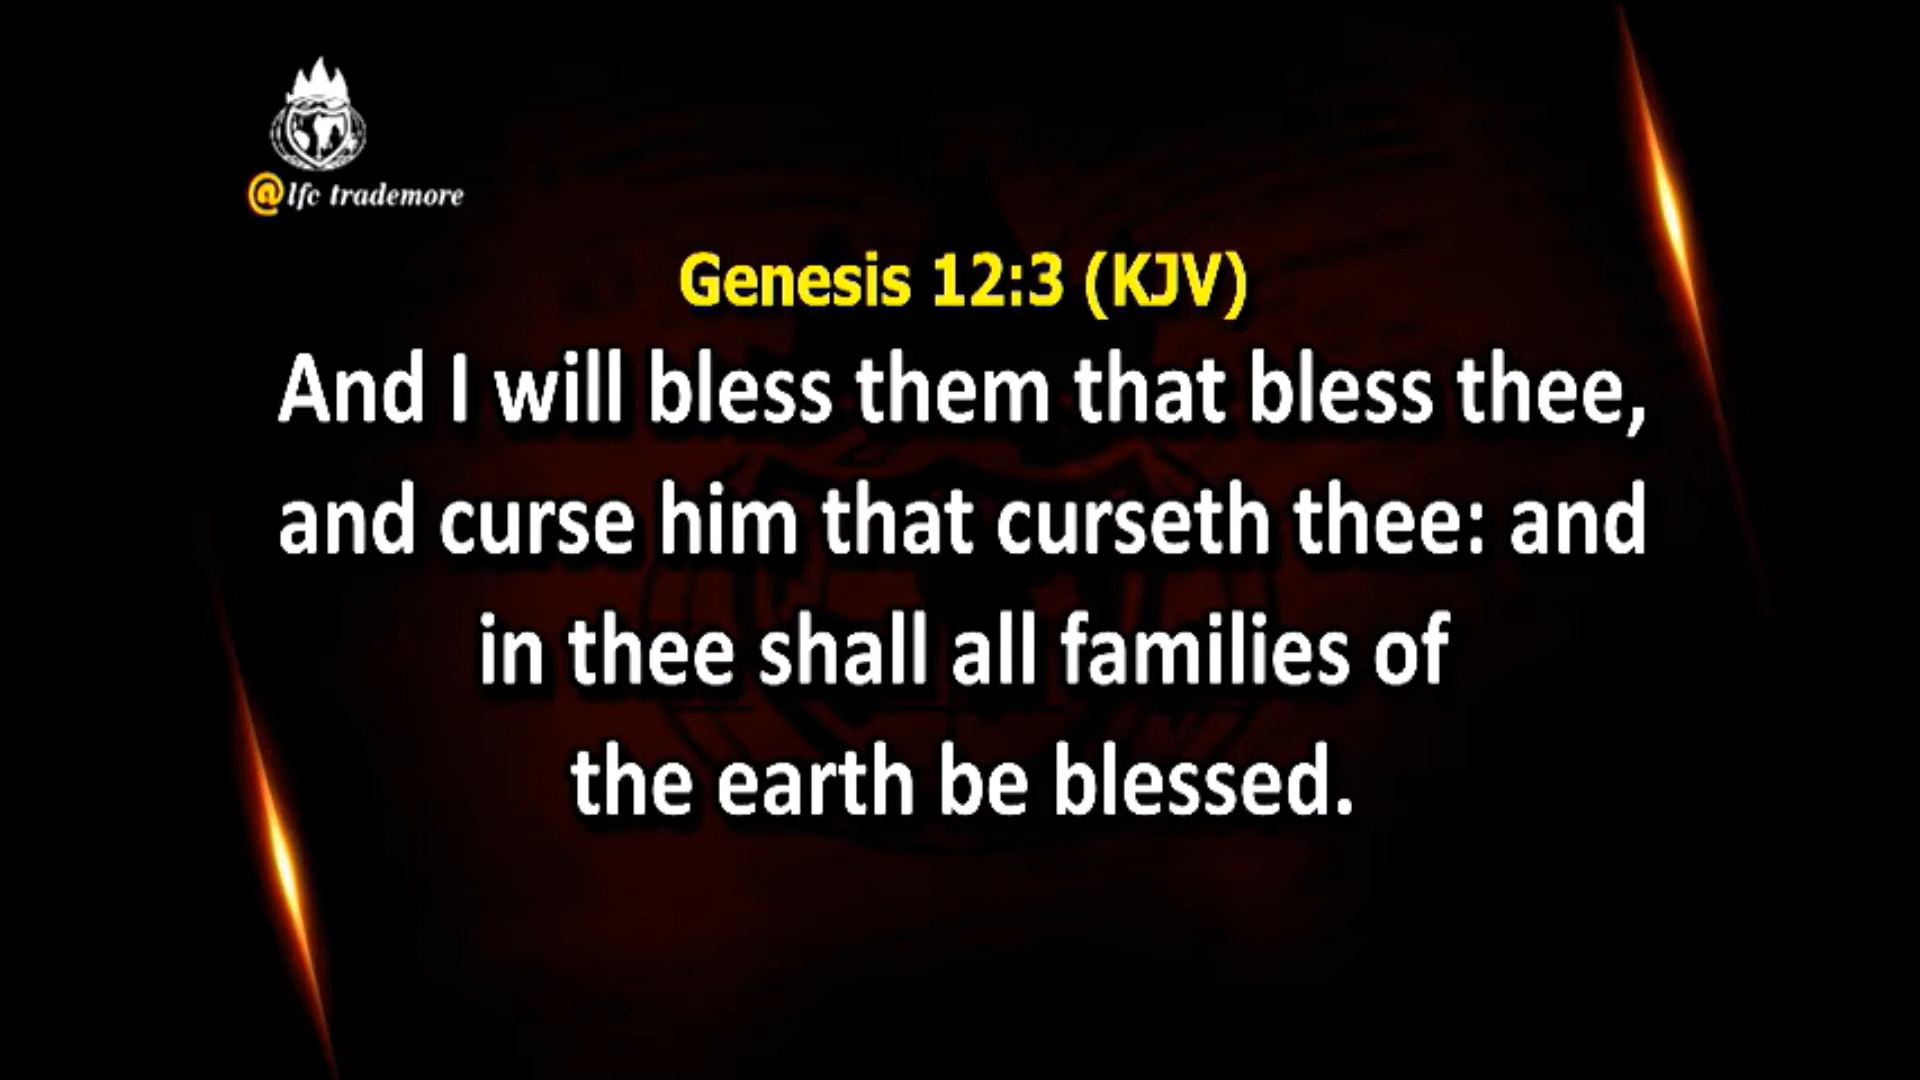 @lfc trademore
Genesis 12:3 (KJV)
And I will bless them that bless thee,
and curse him that curseth thee: and
in thee shall all families of
the earth be blessed.